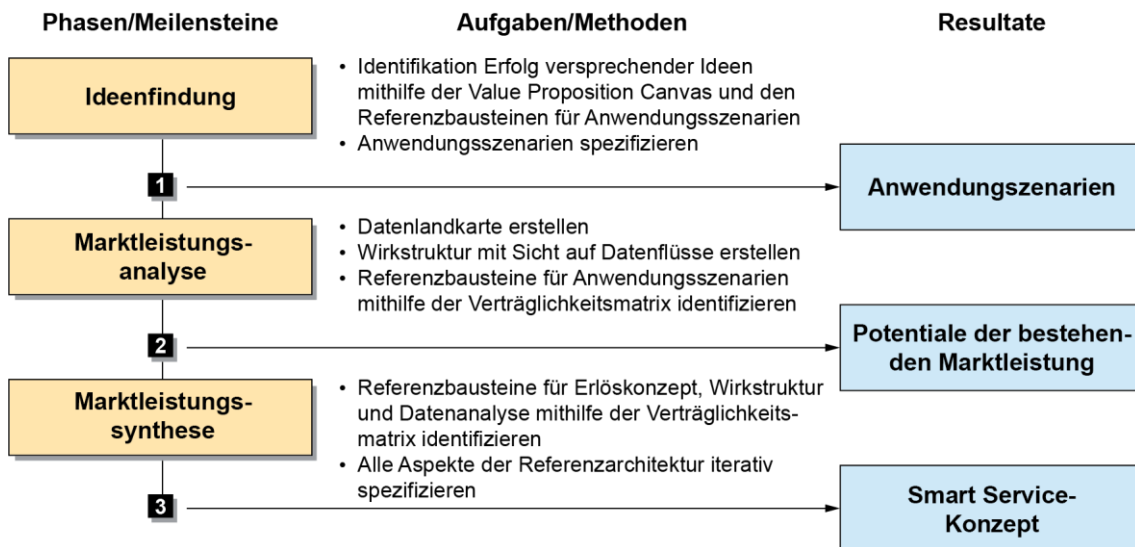 Phasen/Meilensteine
Aufgaben/Methoden
Resultate
Ideenfindung
• Identifikation Erfolg versprechender Ideen
mithilfe der Value Proposition Canvas und den
Referenzbausteinen für Anwendungsszenarien
• Anwendungsszenarien spezifizieren
1
Anwendungszenarien
Marktleistungs-
analyse
• Datenlandkarte erstellen
• Wirkstruktur mit Sicht auf Datenflüsse erstellen
• Referenzbausteine für Anwendungsszenarien
mithilfe der Verträglichkeitsmatrix identifizieren
2
Potentiale der bestehen-
den Marktleistung
Marktleistungs-
synthese
• Referenzbausteine für Erlöskonzept, Wirkstruktur
und Datenanalyse mithilfe der Verträglichkeits-
matrix identifizieren
• Alle Aspekte der Referenzarchitektur iterativ
spezifizieren
3
Smart Service-
Konzept